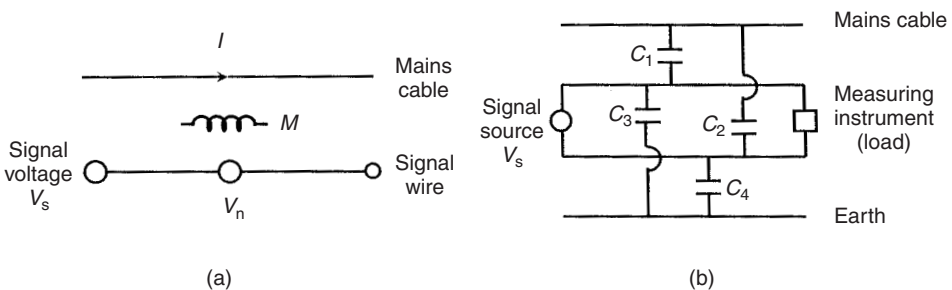 I
Mains
cable
M
Signal
voltage
Vs
Vn
Signal
wire
(a)
Mains cable
C1
Signal
source
Vs
C3
C2
Measuring
instrument
(load)
C4
Earth
(b)